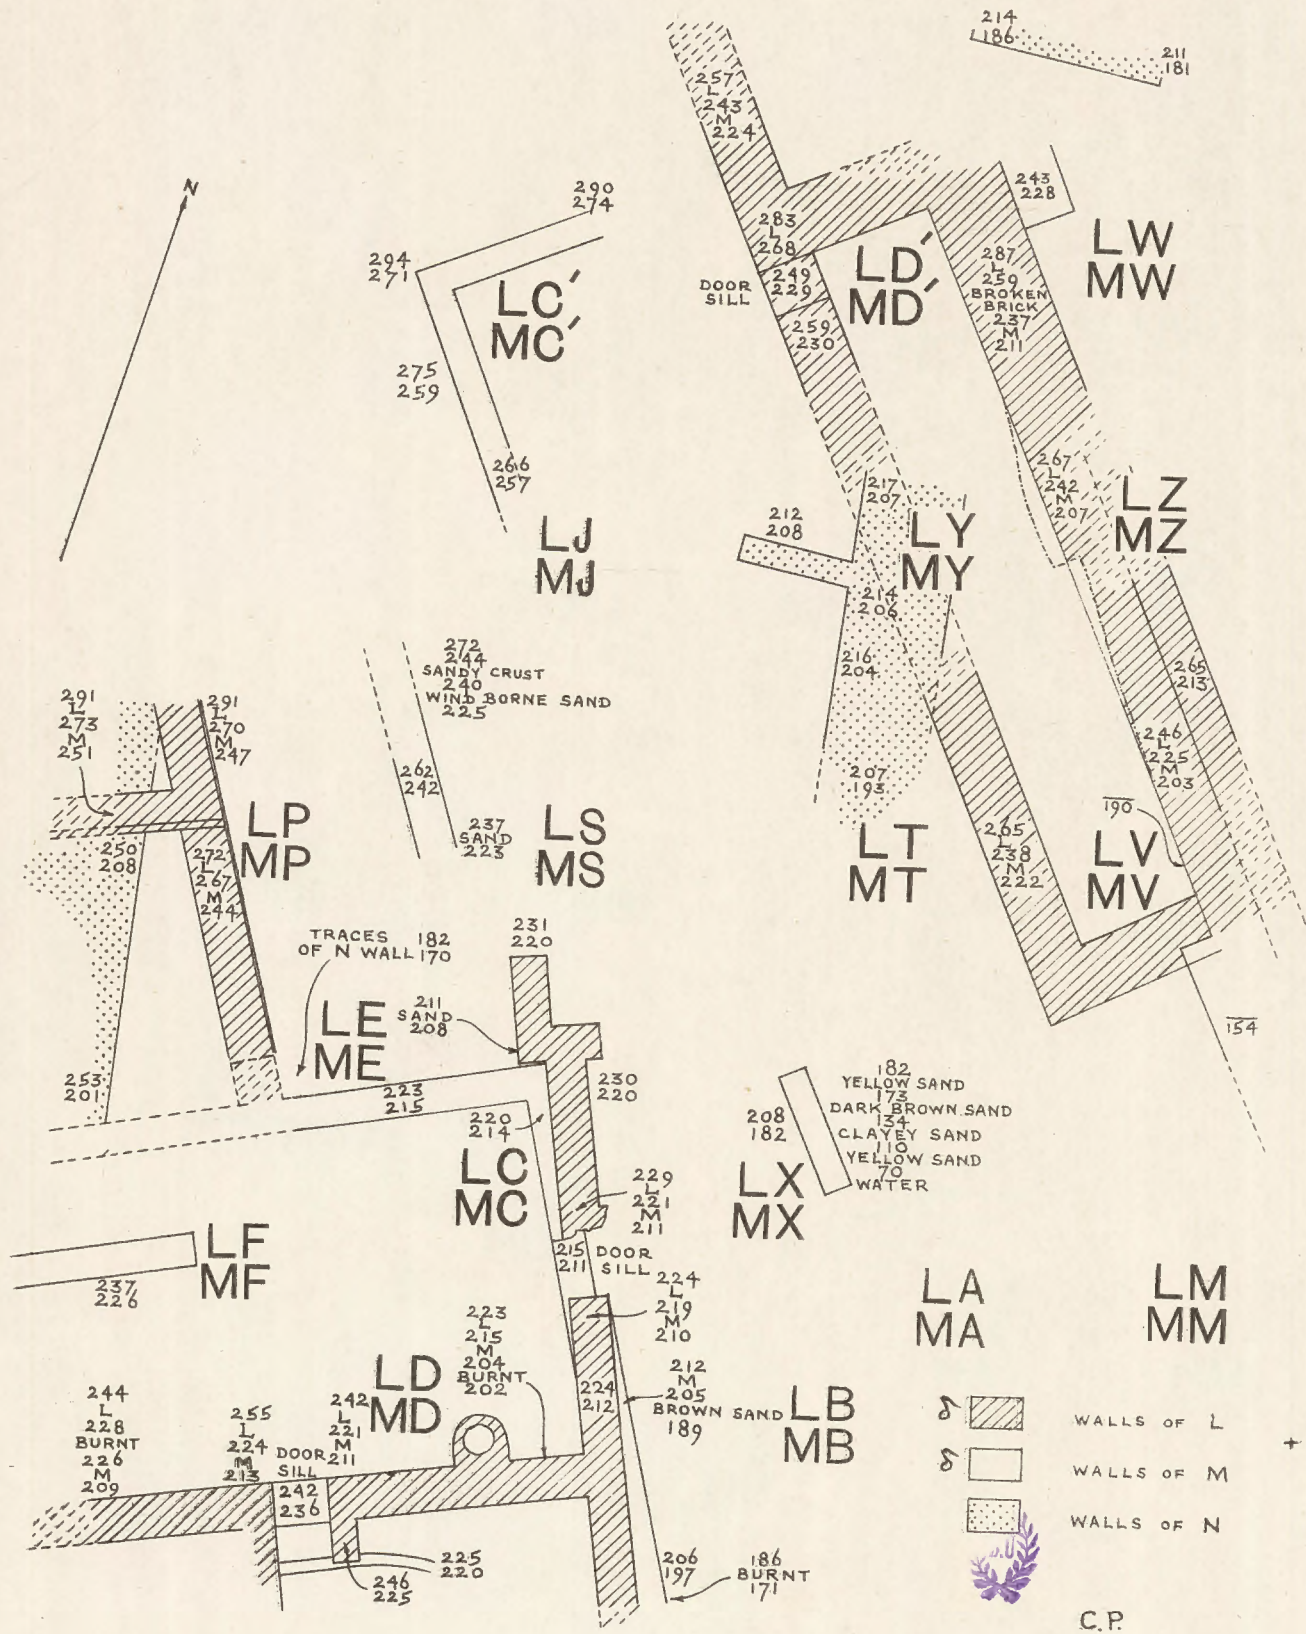 214
186
211
181
257
L
243
M
224
N
290
274
294
271
LC'
MC'
275
259
266
257
283
L
268
DOOR
SILL
249
229
259
230
LD'
MD'
243
228
287
L
259
BROKEN
BRICK
237
M
211
LW
MW
267
L
242
M
207
LZ
MZ
LJ
MJ
212
208
217
207
LY
MY
214
206
216
204
207
193
265
213
246
L
225
M
203
190
272
244
SANDY CRUST
240
WIND BORNE SAND
225
262
242
237
SAND
223
LS
MS
291
L
273
M
251
291
L
270
M
247
LP
MP
250
208
272
L
267
M
244
LT
MT
265
L
238
M
222
LV
MV
154
TRACES
OF N WALL
182
170
231
220
211
SAND
208
LE
ME
253
201
223
215
220
214
230
220
LC
MC
229
L
221
M
211
208
182
LX
MX
182
YELLOW SAND
173
DARK BROWN SAND
134
CLAYEY SAND
110
YELLOW SAND
70
WATER
LF
MF
237
226
215
211
DOOR
SILL
224
L
219
M
210
LA
MA
LM
MM
223
L
215
M
204
BURNT
202
LD
MD
224
212
212
M
205
BROWN SAND
189
LB
MB
244
L
228
BURNT
226
M
209
255
L
224
M
213
DOOR
SILL
242
236
242
L
221
M
211
225
220
246
225
206
197
186
BURNT
171
δ WALLS OF L
δ WALLS OF M
WALLS OF N
C.P.